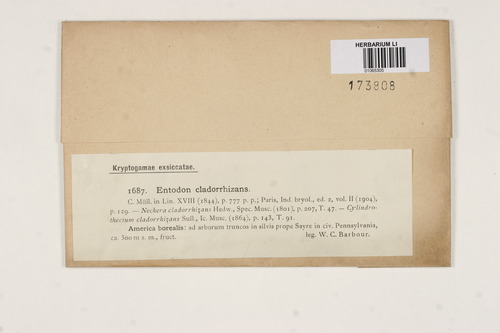 HERBARIUM LI
01065305
173808
Kryptogamae exsiccatae.
1687. Entodon cladorrhizans.
C. Müll. in Lin. XVIII (1844), p. 777 p. p.; Paris, Ind. bryol., ed. 2, vol. II (1904),
p. 129. — Neckera cladorrhizans Hedw., Spec. Musc. (1801), p. 207, T. 47. — Cylindro-
thecium cladorrhizans Sull., Ic. Musc. (1864), p. 143, T. 91.
America borealis: ad arborum truncos in silvis prope Sayre in civ. Pennsylvania,
ca. 300 m s. m., fruct. leg. W. C. Barbour.